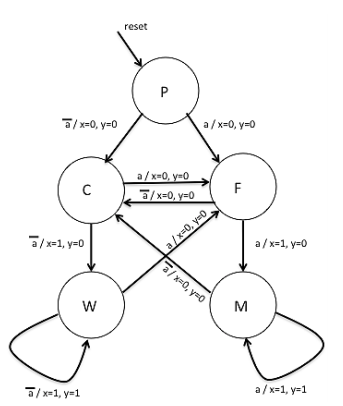 reset
P
a̅ / x=0, y=0
a / x=0, y=0
C
a / x=0, y=0
a̅ / x=0, y=0
F
a̅ / x=1, y=0
a / x=0, y=0
a̅ / x=0, y=0
a / x=1, y=0
W
M
a̅ / x=1, y=1
a / x=1, y=1